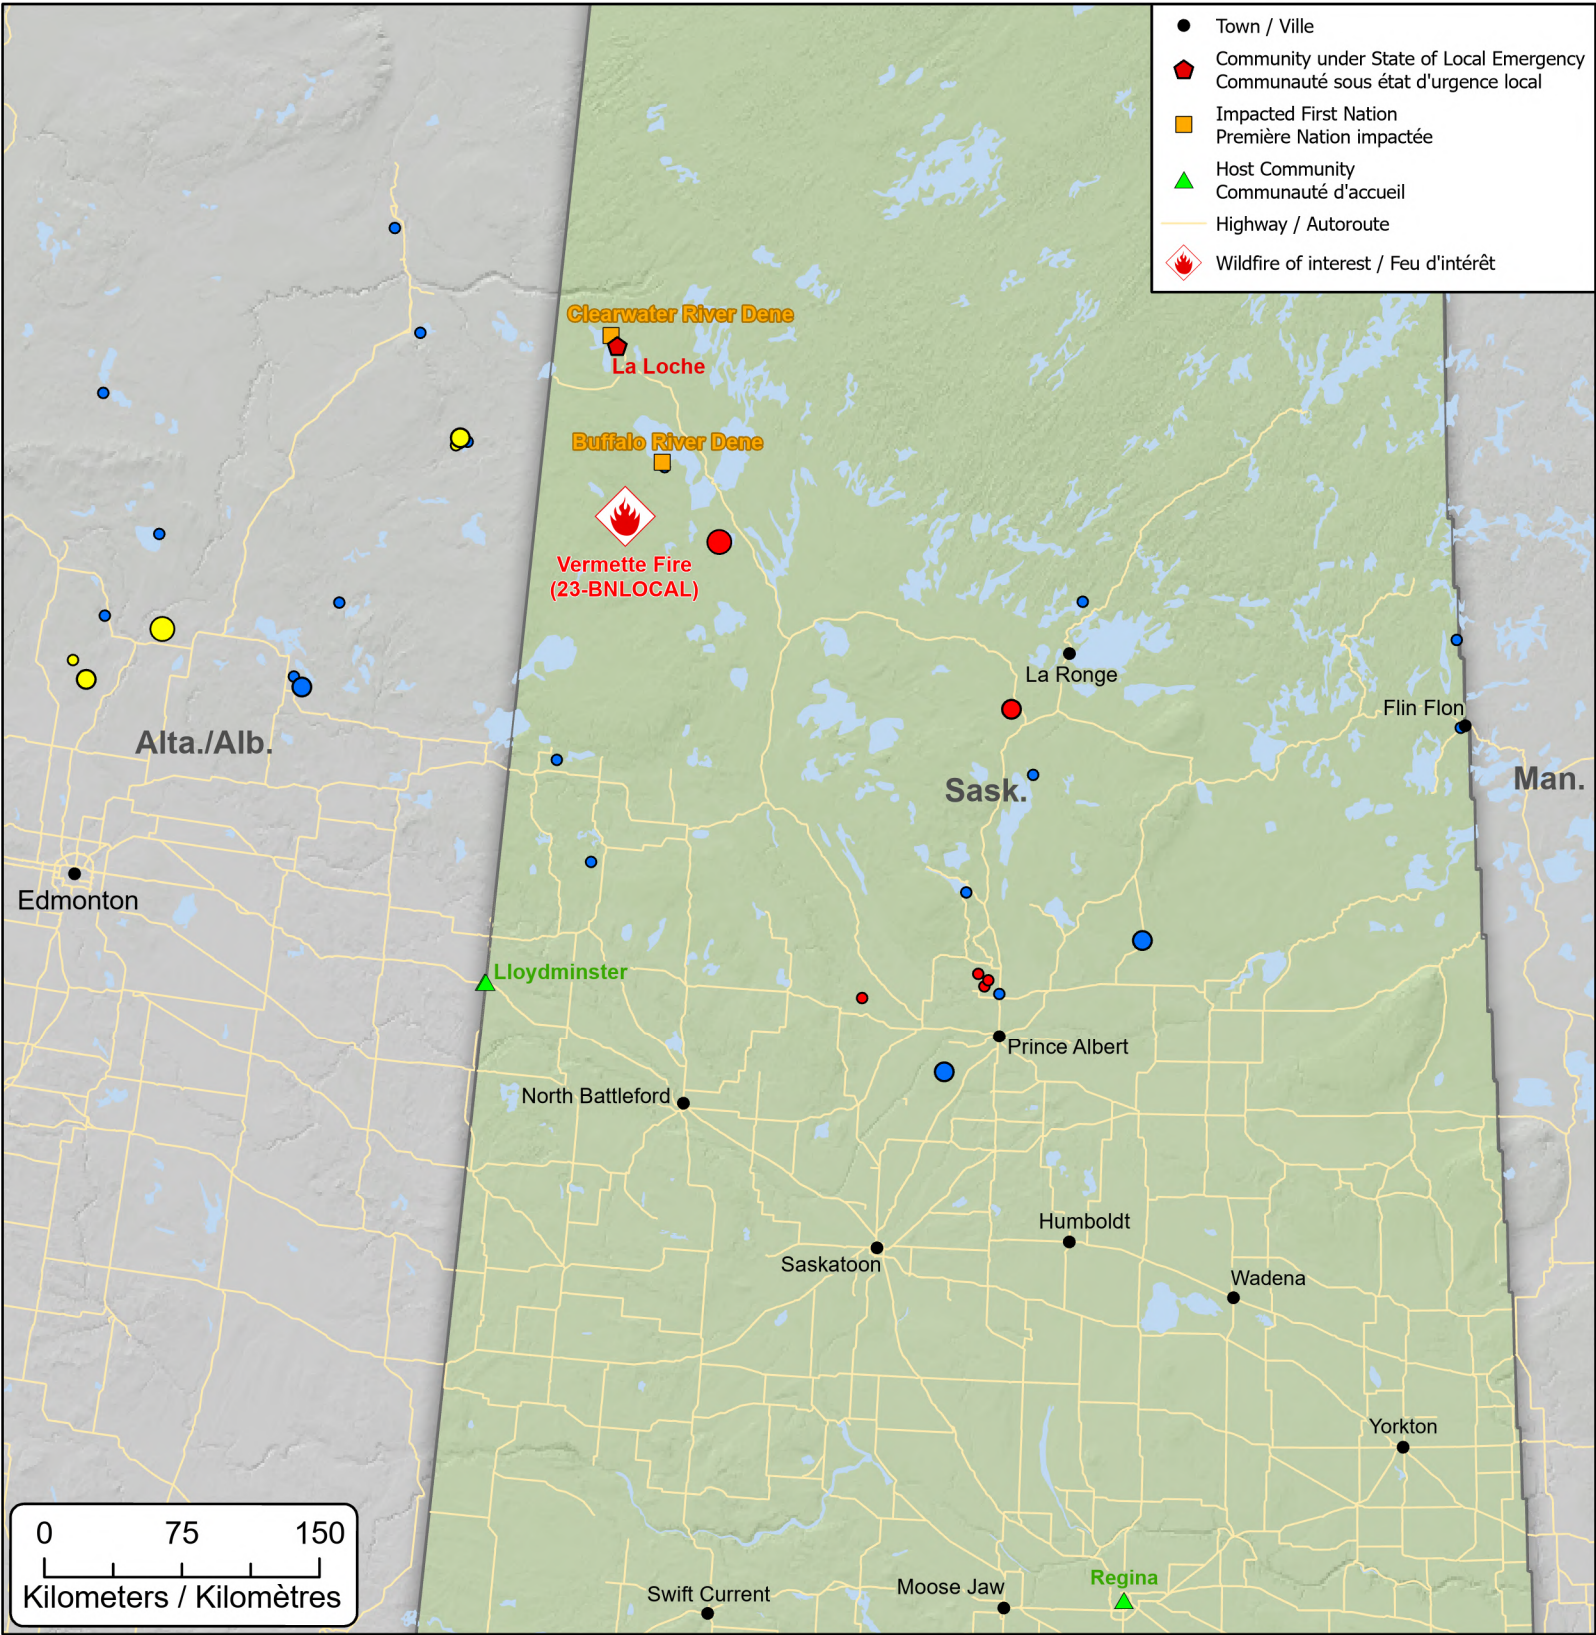 Town / Ville
Community under State of Local Emergency
Communauté sous état d'urgence local
Impacted First Nation
Première Nation impactée
Host Community
Communauté d'accueil
Highway / Autoroute
Wildfire of interest / Feu d'intérêt
Clearwater River Dene
La Loche
Buffalo River Dene
Vermette Fire
(23-BNLOCAL)
La Ronge
Flin Flon
Alta./Alb.
Sask.
Man.
Edmonton
Lloydminster
Prince Albert
North Battleford
Humboldt
Saskatoon
Wadena
Yorkton
0 75 150
Kilometers / Kilomètres
Swift Current
Moose Jaw
Regina